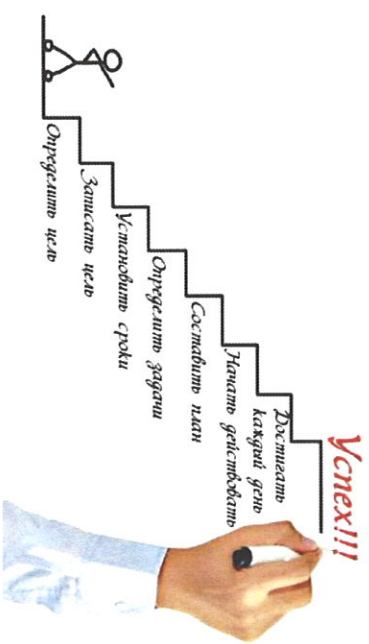 Успех!!!
Достигать
каждый день
Начать действовать
Составить план
Определить задачи
Установить сроки
Записать цель
Определить цель